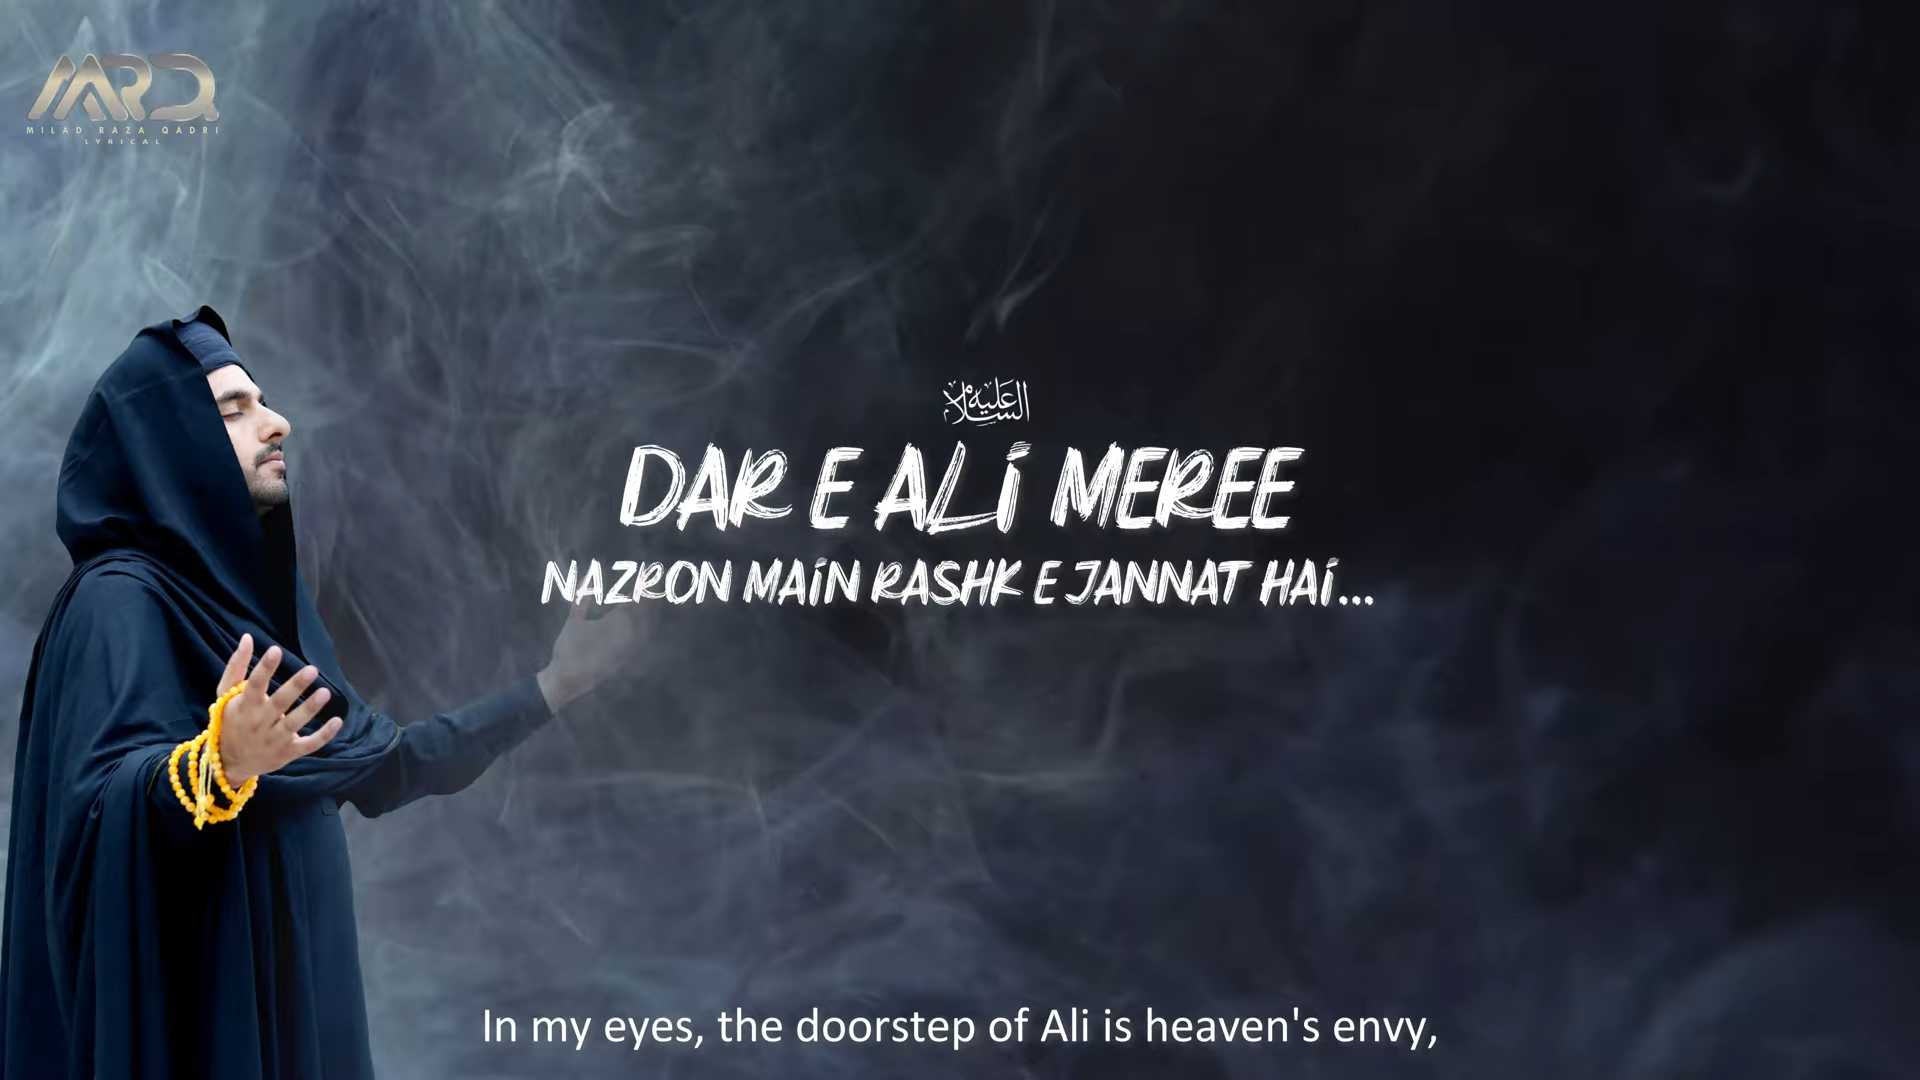 MRQ
MILAD RAZA QADRI
LYRICAL
عليه السلام
DAR E ALI MEREE
NAZRON MAIN RASHK E JANNAT HAI...
In my eyes, the doorstep of Ali is heaven's envy,